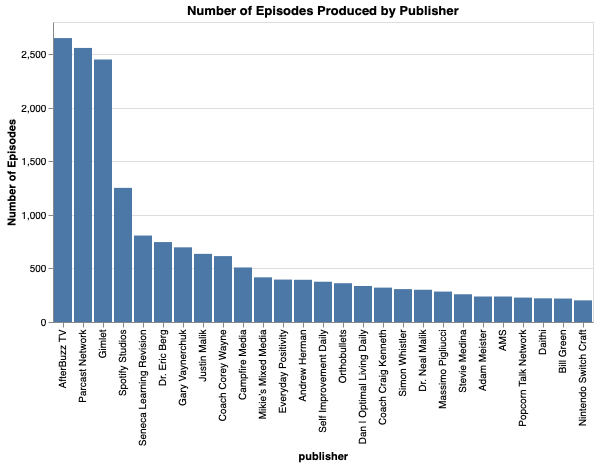 Number of Episodes Produced by Publisher
Number of Episodes
2,500
2,000
1,500
1,000
500
0
AfterBuzz TV
Parcast Network
Gimlet
Spotify Studios
Seneca Learning Revision
Dr. Eric Berg
Gary Vaynerchuk
Justin Malik
Coach Corey Wayne
Campfire Media
Mikie's Mixed Media
Everyday Positivity
Andrew Herman
Self Improvement Daily
Orthobullets
Dan | Optimal Living Daily
Coach Craig Kenneth
Simon Whistler
Dr. Neal Malik
Massimo Pigliucci
Stevie Medina
Adam Meister
AMS
Popcorn Talk Network
Daithi
Bill Green
Nintendo Switch Craft
publisher